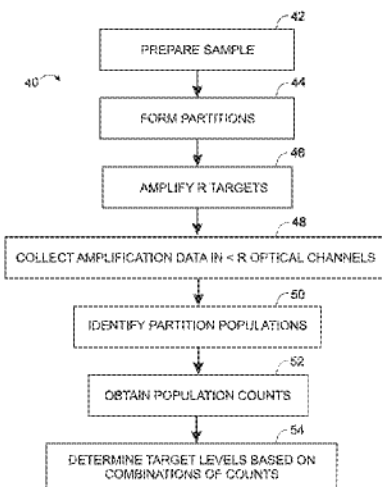 42
PREPARE SAMPLE
40
44
FORM PARTITIONS
46
AMPLIFY R TARGETS
48
COLLECT AMPLIFICATION DATA IN < R OPTICAL CHANNELS
50
IDENTIFY PARTITION POPULATIONS
52
OBTAIN POPULATION COUNTS
54
DETERMINE TARGET LEVELS BASED ON
COMBINATIONS OF COUNTS